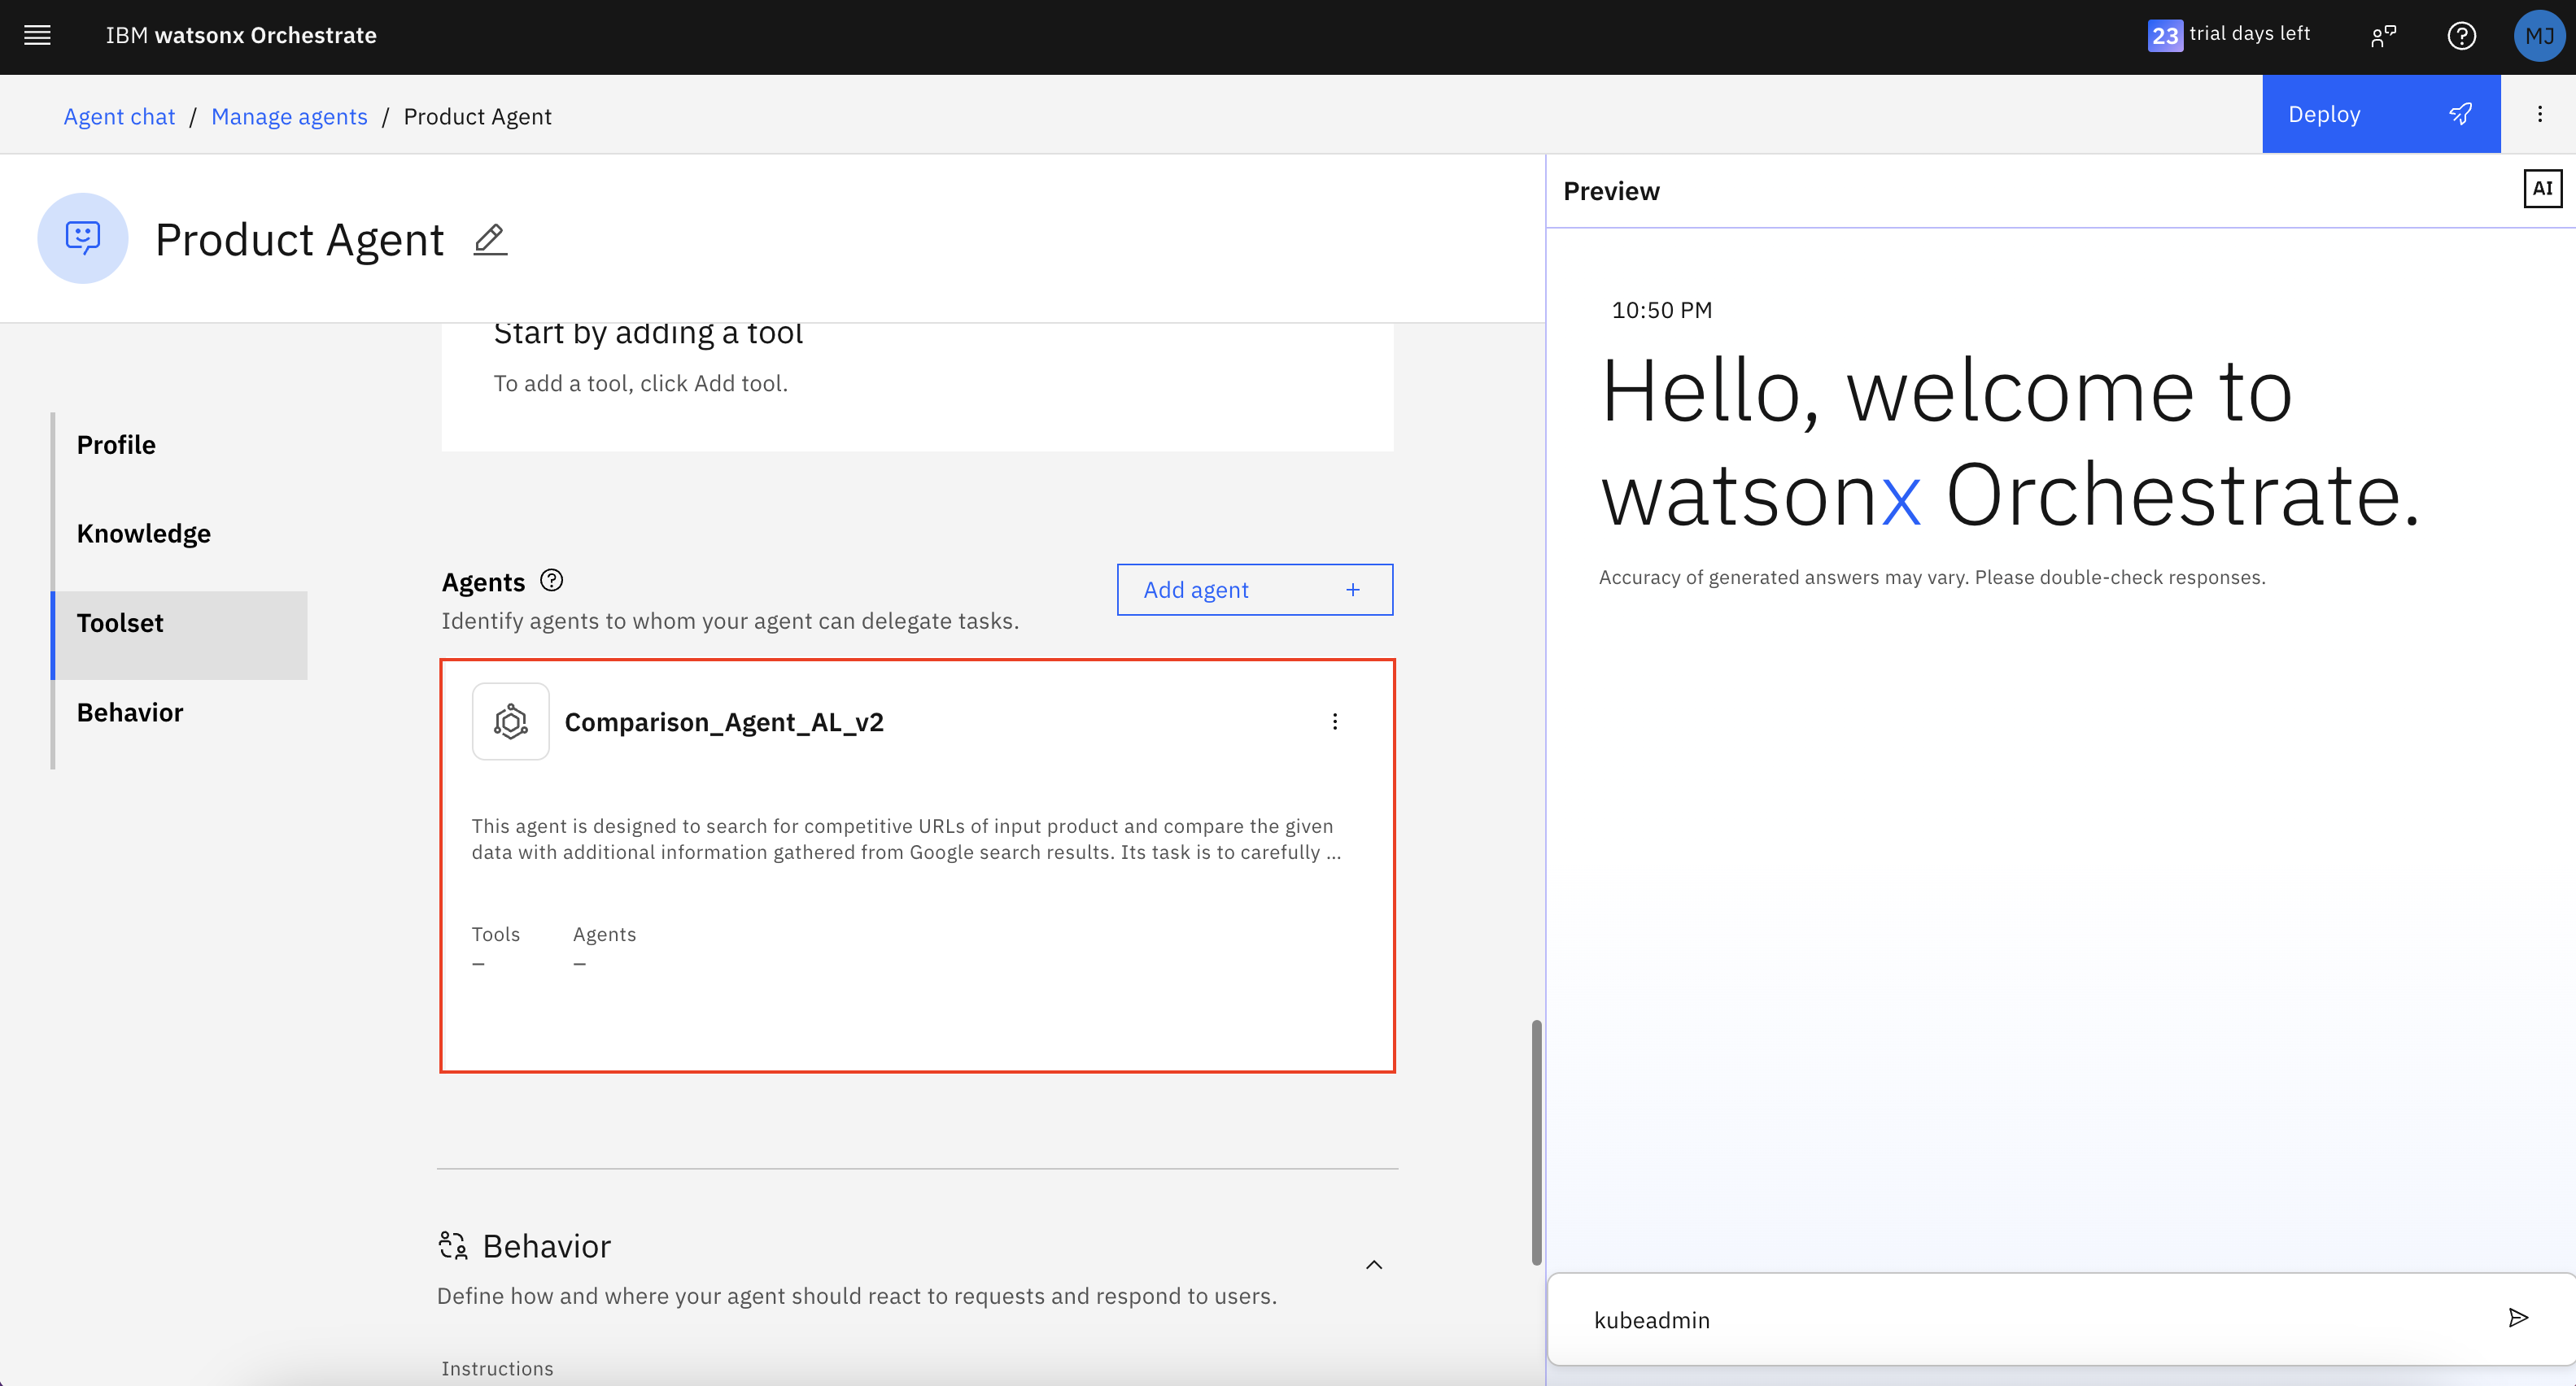 IBM watsonx Orchestrate
23 trial days left
MJ
Agent chat / Manage agents / Product Agent
Deploy
Product Agent
Start by adding a tool
To add a tool, click Add tool.
Profile
Knowledge
Toolset
Behavior
Agents
Identify agents to whom your agent can delegate tasks.
Add agent +
Comparison_Agent_AL_v2
This agent is designed to search for competitive URLs of input product and compare the given
data with additional information gathered from Google search results. Its task is to carefully ...
Tools Agents
– –
Behavior
Define how and where your agent should react to requests and respond to users.
Instructions
Preview
AI
10:50 PM
Hello, welcome to
watsonx Orchestrate.
Accuracy of generated answers may vary. Please double-check responses.
kubeadmin